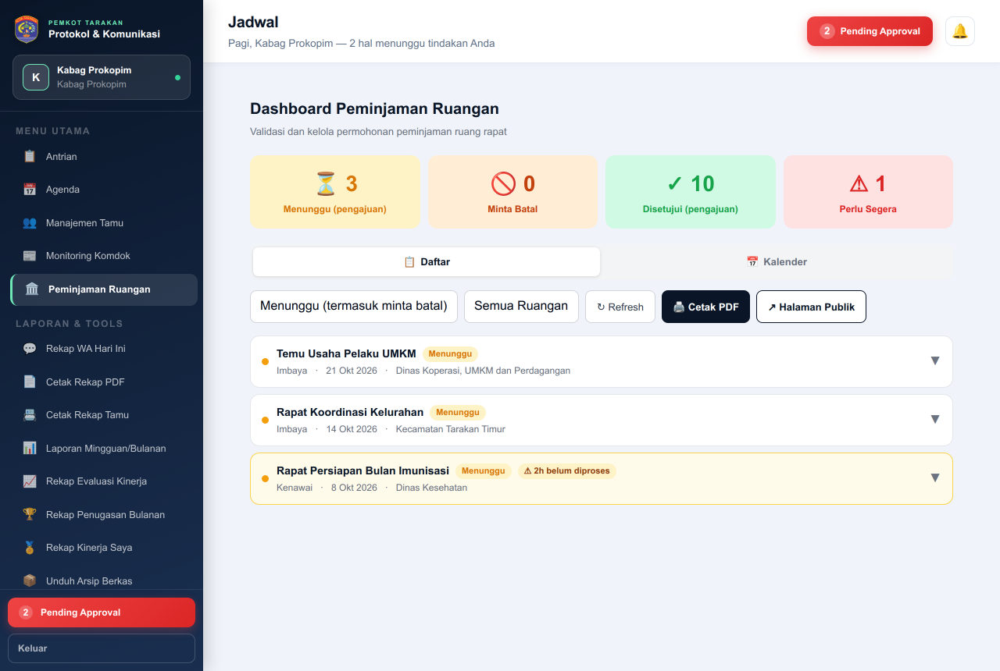 PEMKOT TARAKAN
Protokol & Komunikasi
K
Kabag Prokopim
Kabag Prokopim
MENU UTAMA
Antrian
Agenda
Manajemen Tamu
Monitoring Komdok
Peminjaman Ruangan
LAPORAN & TOOLS
Rekap WA Hari Ini
Cetak Rekap PDF
Cetak Rekap Tamu
Laporan Mingguan/Bulanan
Rekap Evaluasi Kinerja
Rekap Penugasan Bulanan
Rekap Kinerja Saya
Unduh Arsip Berkas
2 Pending Approval
Keluar
Jadwal
Pagi, Kabag Prokopim — 2 hal menunggu tindakan Anda
2 Pending Approval
Dashboard Peminjaman Ruangan
Validasi dan kelola permohonan peminjaman ruang rapat
⏳ 3
Menunggu (pengajuan)
🚫 0
Minta Batal
✓ 10
Disetujui (pengajuan)
⚠ 1
Perlu Segera
📋 Daftar
📅 Kalender
Menunggu (termasuk minta batal)
Semua Ruangan
↻ Refresh
🖨️ Cetak PDF
↗ Halaman Publik
Temu Usaha Pelaku UMKM Menunggu
Imbaya · 21 Okt 2026 · Dinas Koperasi, UMKM dan Perdagangan
▼
Rapat Koordinasi Kelurahan Menunggu
Imbaya · 14 Okt 2026 · Kecamatan Tarakan Timur
▼
Rapat Persiapan Bulan Imunisasi Menunggu ⚠ 2h belum diproses
Kenawai · 8 Okt 2026 · Dinas Kesehatan
▼